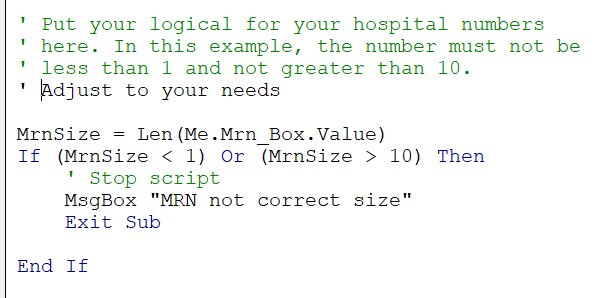 ' Put your logical for your hospital numbers
' here. In this example, the number must not be
' less than 1 and not greater than 10.
' Adjust to your needs
MrnSize = Len(Me.Mrn_Box.Value)
If (MrnSize < 1) Or (MrnSize > 10) Then
' Stop script
MsgBox "MRN not correct size"
Exit Sub
End If